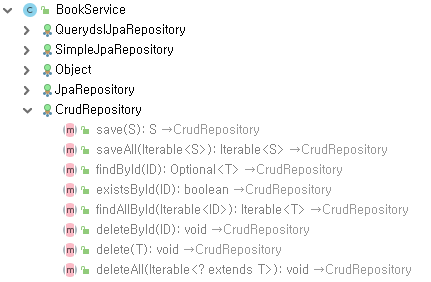 BookService
QuerydslJpaRepository
SimpleJpaRepository
Object
JpaRepository
CrudRepository
save(S): S →CrudRepository
saveAll(Iterable<S>): Iterable<S> →CrudRepository
findById(ID): Optional<T> →CrudRepository
existsById(ID): boolean →CrudRepository
findAllById(Iterable<ID>): Iterable<T> →CrudRepository
deleteById(ID): void →CrudRepository
delete(T): void →CrudRepository
deleteAll(Iterable<? extends T>): void →CrudRepository